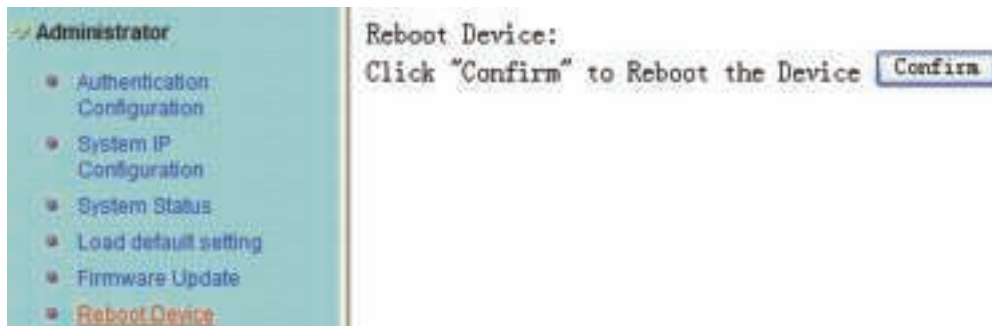 Administrator
Authentication
Configuration
System IP
Configuration
System Status
Load default setting
Firmware Update
Reboot Device
Reboot Device:
Click "Confirm" to Reboot the Device Confirm